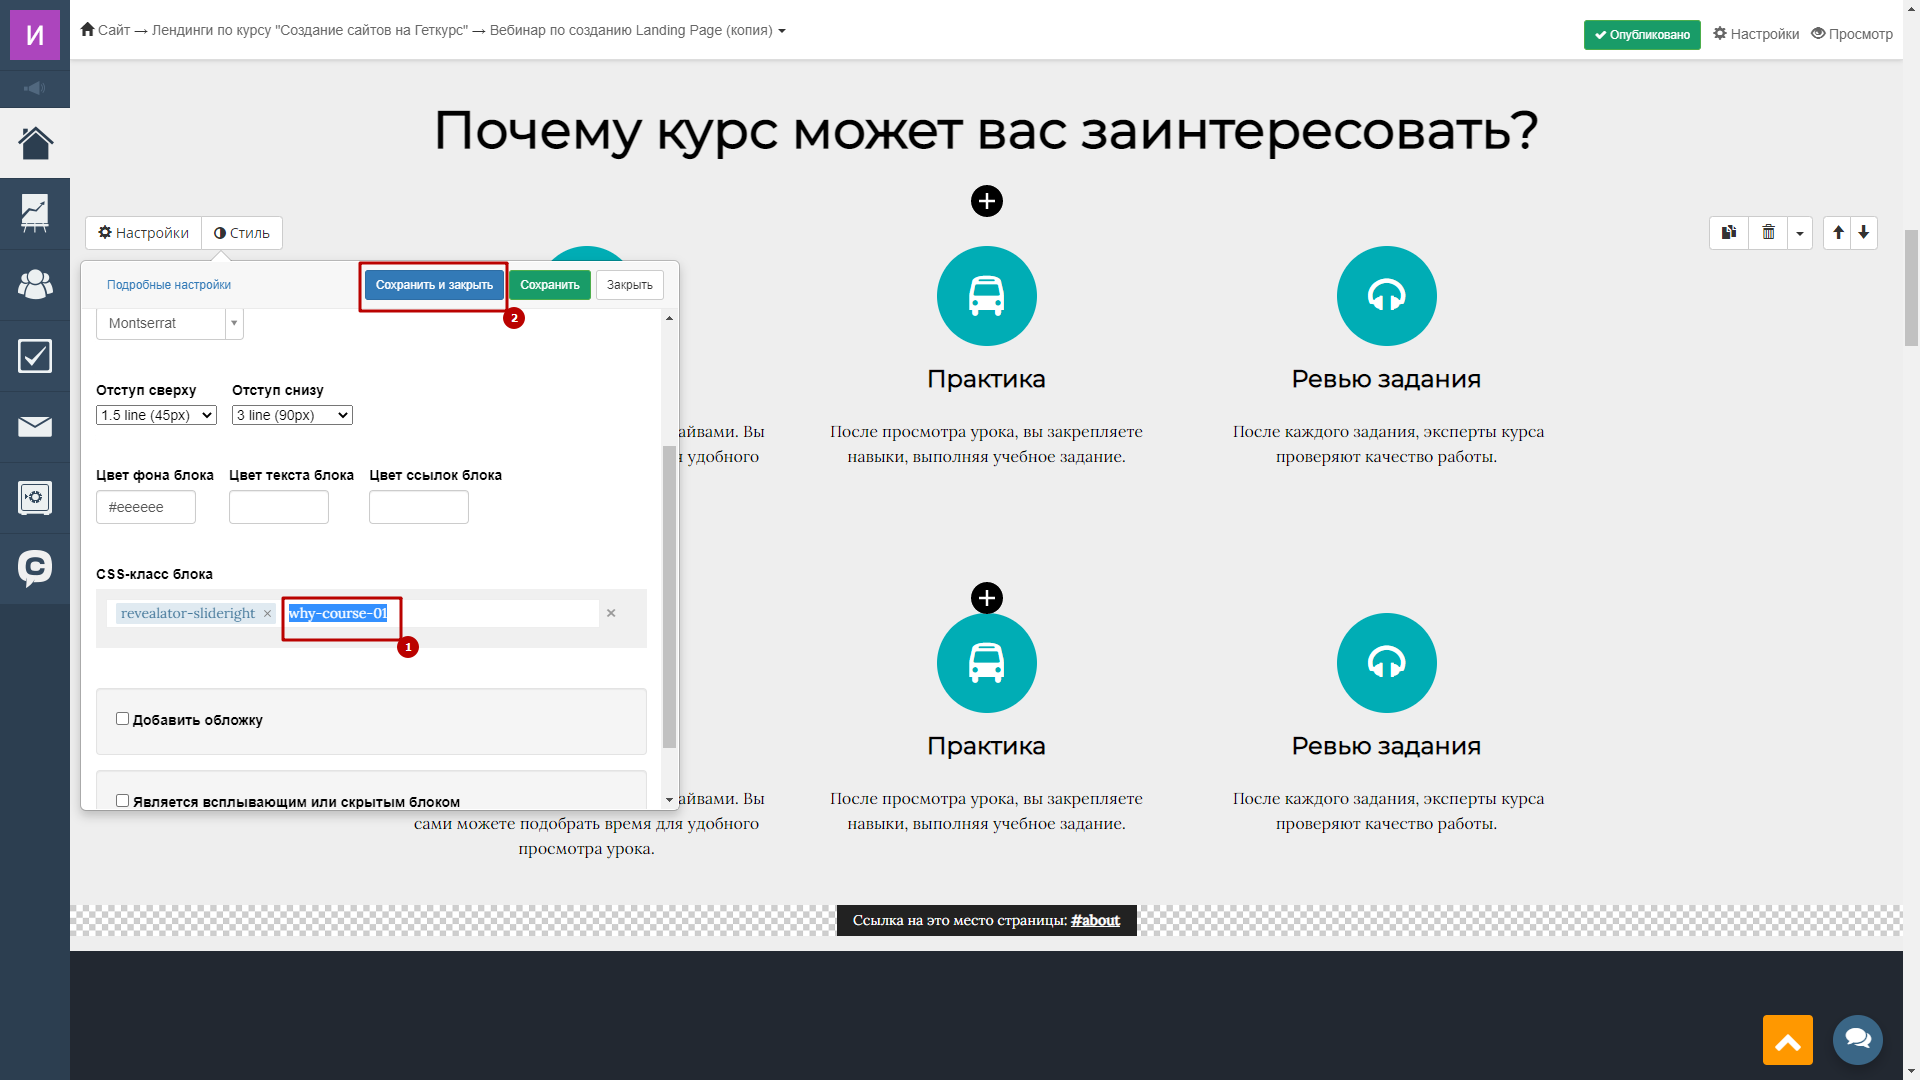 И
Сайт → Лендинги по курсу "Создание сайтов на Геткурс" → Вебинар по созданию Landing Page (копия)
Опубликовано
Настройки
Просмотр
Почему курс может вас заинтересовать?
Настройки
Стиль
Подробные настройки
Сохранить и закрыть
Сохранить
Закрыть
2
Montserrat
Отступ сверху
Отступ снизу
1.5 line (45px)
3 line (90px)
Цвет фона блока
Цвет текста блока
Цвет ссылок блока
#eeeeee
CSS-класс блока
revealator-slideright ×
why-course-01
×
1
Добавить обложку
Является всплывающим или скрытым блоком
айвами. Вы
удобного
Практика
После просмотра урока, вы закрепляете
навыки, выполняя учебное задание.
Ревью задания
После каждого задания, эксперты курса
проверяют качество работы.
айвами. Вы
сами можете подобрать время для удобного
просмотра урока.
Практика
После просмотра урока, вы закрепляете
навыки, выполняя учебное задание.
Ревью задания
После каждого задания, эксперты курса
проверяют качество работы.
Ссылка на это место страницы: #about